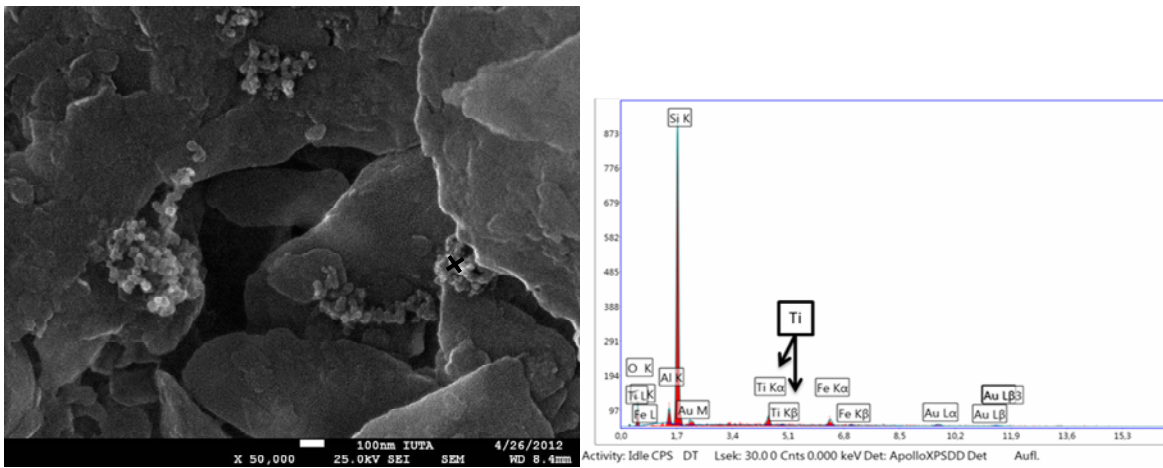 100nm IUTA 4/26/2012
X 50,000 25.0kV SEI SEM WD 8.4mm
873
776
679
582
485
388
291
194
97
Si K
Ti
O K
Al K
Ti Kα
Fe Kα
Au Lβ3
Ti L K
Fe L
Au M
Ti Kβ
Fe Kβ
Au Lα
Au Lβ
0,0 1,7 3,4 5,1 6,8 8,5 10,2 11,9 13,6 15,3
Activity: Idle CPS DT Lsek: 30.0 0 Cnts 0.000 keV Det: ApolloXPSDD Det Aufl.